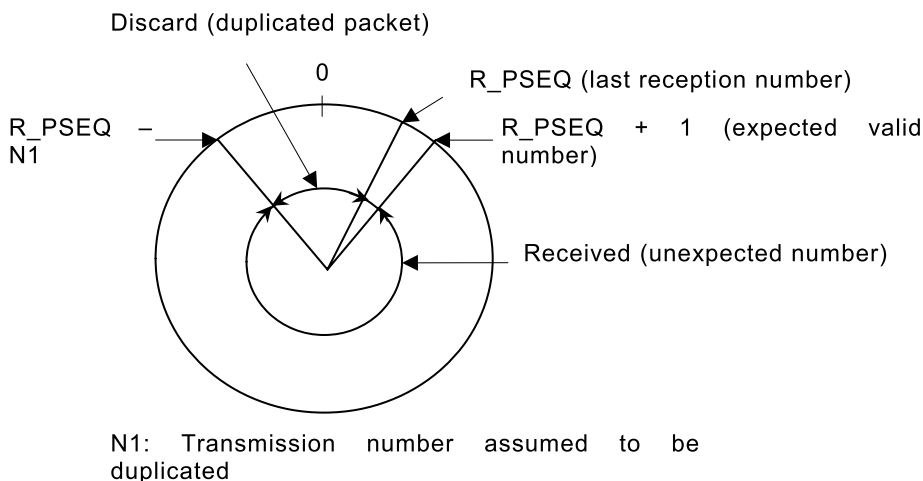 Discard (duplicated packet)
0
R_PSEQ (last reception number)
R_PSEQ –
N1
R_PSEQ + 1 (expected valid
number)
Received (unexpected number)
N1: Transmission number assumed to be
duplicated